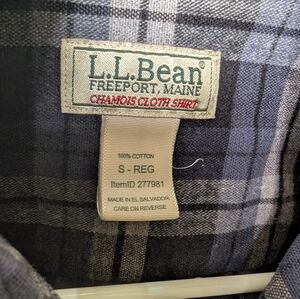 L.L.Bean®
FREEPORT, MAINE
CHAMOIS CLOTH SHIRT
100% COTTON
S - REG
ItemID 277981
MADE IN EL SALVADOR
CARE ON REVERSE